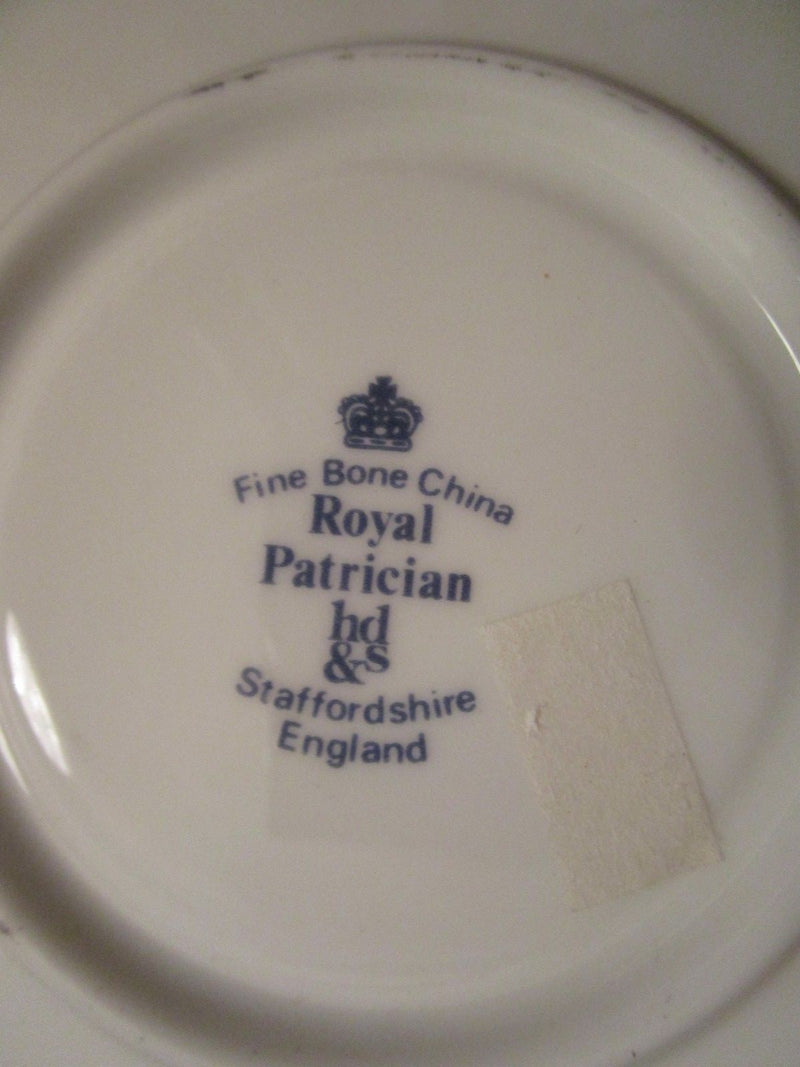 Fine Bone China
Royal
Patrician
hd
&s
Staffordshire
England